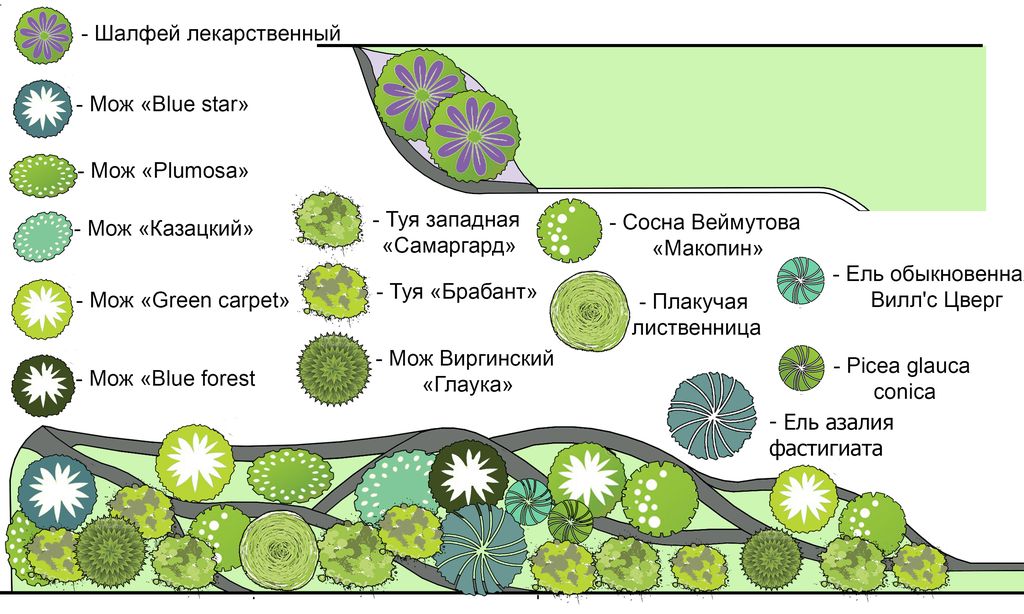 - Шалфей лекарственный
- Мож «Blue star»
- Мож «Plumosa»
- Мож «Казацкий»
- Мож «Green carpet»
- Мож «Blue forest
- Туя западная
«Самаргард»
- Туя «Брабант»
- Мож Виргинский
«Глаука»
- Сосна Веймутова
«Макопин»
- Плакучая
лиственница
- Ель обыкновенна
Вилл'с Цверг
- Picea glauca
conica
- Ель азалия
фастигиата